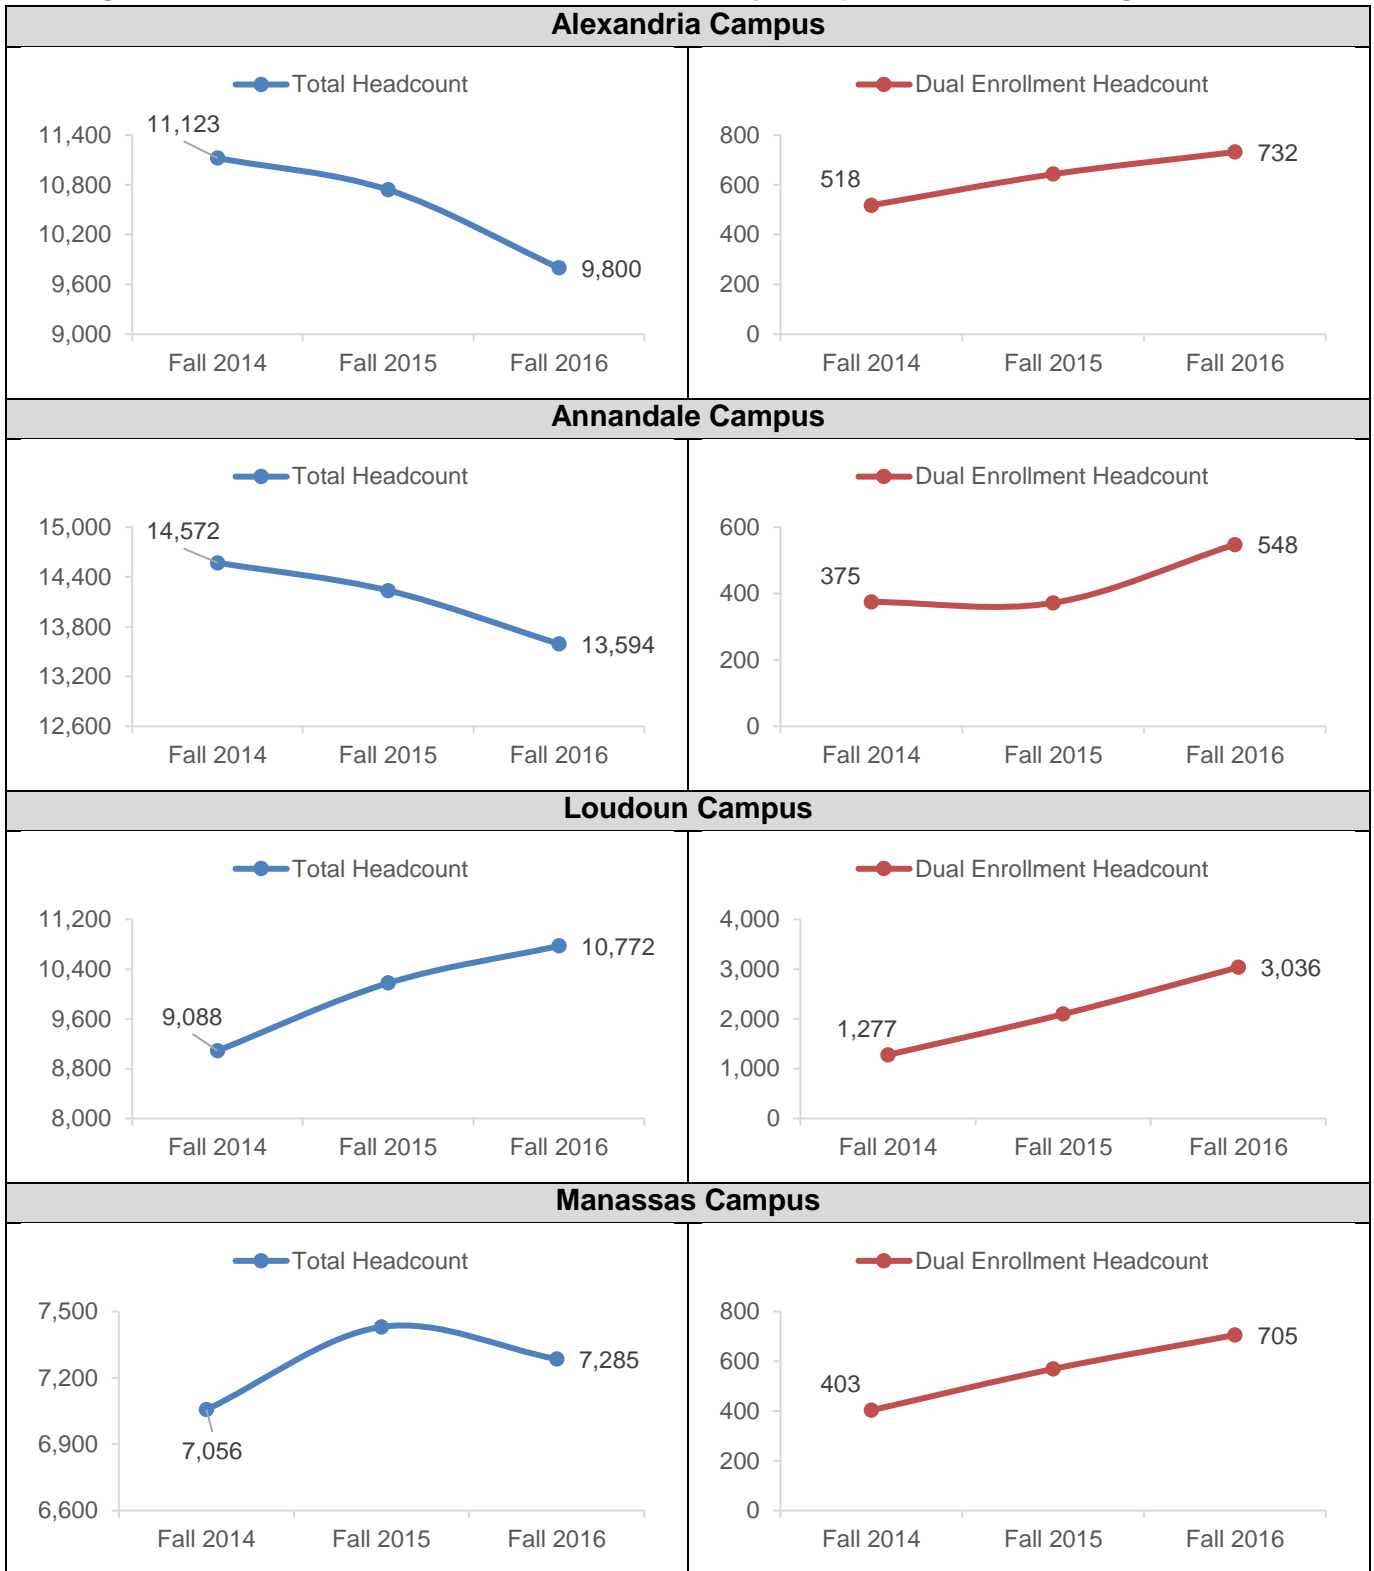 Alexandria Campus
Total Headcount
11,123
11,400
10,800
10,200
9,600
9,000
9,800
Fall 2014 Fall 2015 Fall 2016
Dual Enrollment Headcount
800
600
400
200
0
518
732
Fall 2014 Fall 2015 Fall 2016
Annandale Campus
Total Headcount
15,000
14,400
13,800
13,200
12,600
14,572
13,594
Fall 2014 Fall 2015 Fall 2016
Dual Enrollment Headcount
600
400
200
0
375
548
Fall 2014 Fall 2015 Fall 2016
Loudoun Campus
Total Headcount
11,200
10,400
9,600
8,800
8,000
9,088
10,772
Fall 2014 Fall 2015 Fall 2016
Dual Enrollment Headcount
4,000
3,000
2,000
1,000
0
1,277
3,036
Fall 2014 Fall 2015 Fall 2016
Manassas Campus
Total Headcount
7,500
7,200
6,900
6,600
7,056
7,285
Fall 2014 Fall 2015 Fall 2016
Dual Enrollment Headcount
800
600
400
200
0
403
705
Fall 2014 Fall 2015 Fall 2016